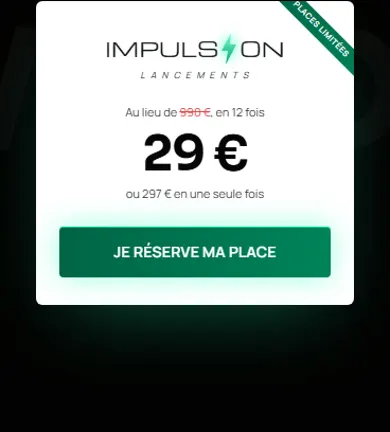 PLACES LIMITÉES
IMPULSION
LANCEMENTS
Au lieu de 990 €, en 12 fois
29 €
ou 297 € en une seule fois
JE RÉSERVE MA PLACE